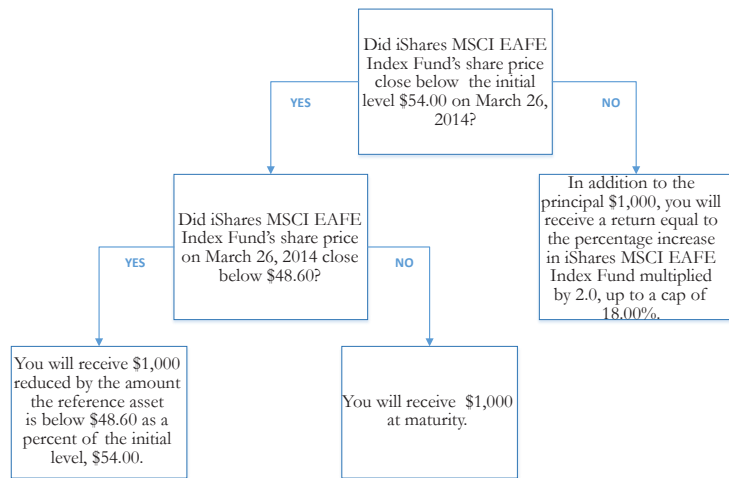 Did iShares MSCI EAFE
Index Fund's share price
close below the initial
level $54.00 on March 26,
2014?
YES
NO
Did iShares MSCI EAFE
Index Fund's share price
on March 26, 2014 close
below $48.60?
In addition to the
principal $1,000, you will
receive a return equal to
the percentage increase
in iShares MSCI EAFE
Index Fund multiplied
by 2.0, up to a cap of
18.00%.
YES
NO
You will receive $1,000
reduced by the amount
the reference asset
is below $48.60 as a
percent of the initial
level, $54.00.
You will receive $1,000
at maturity.